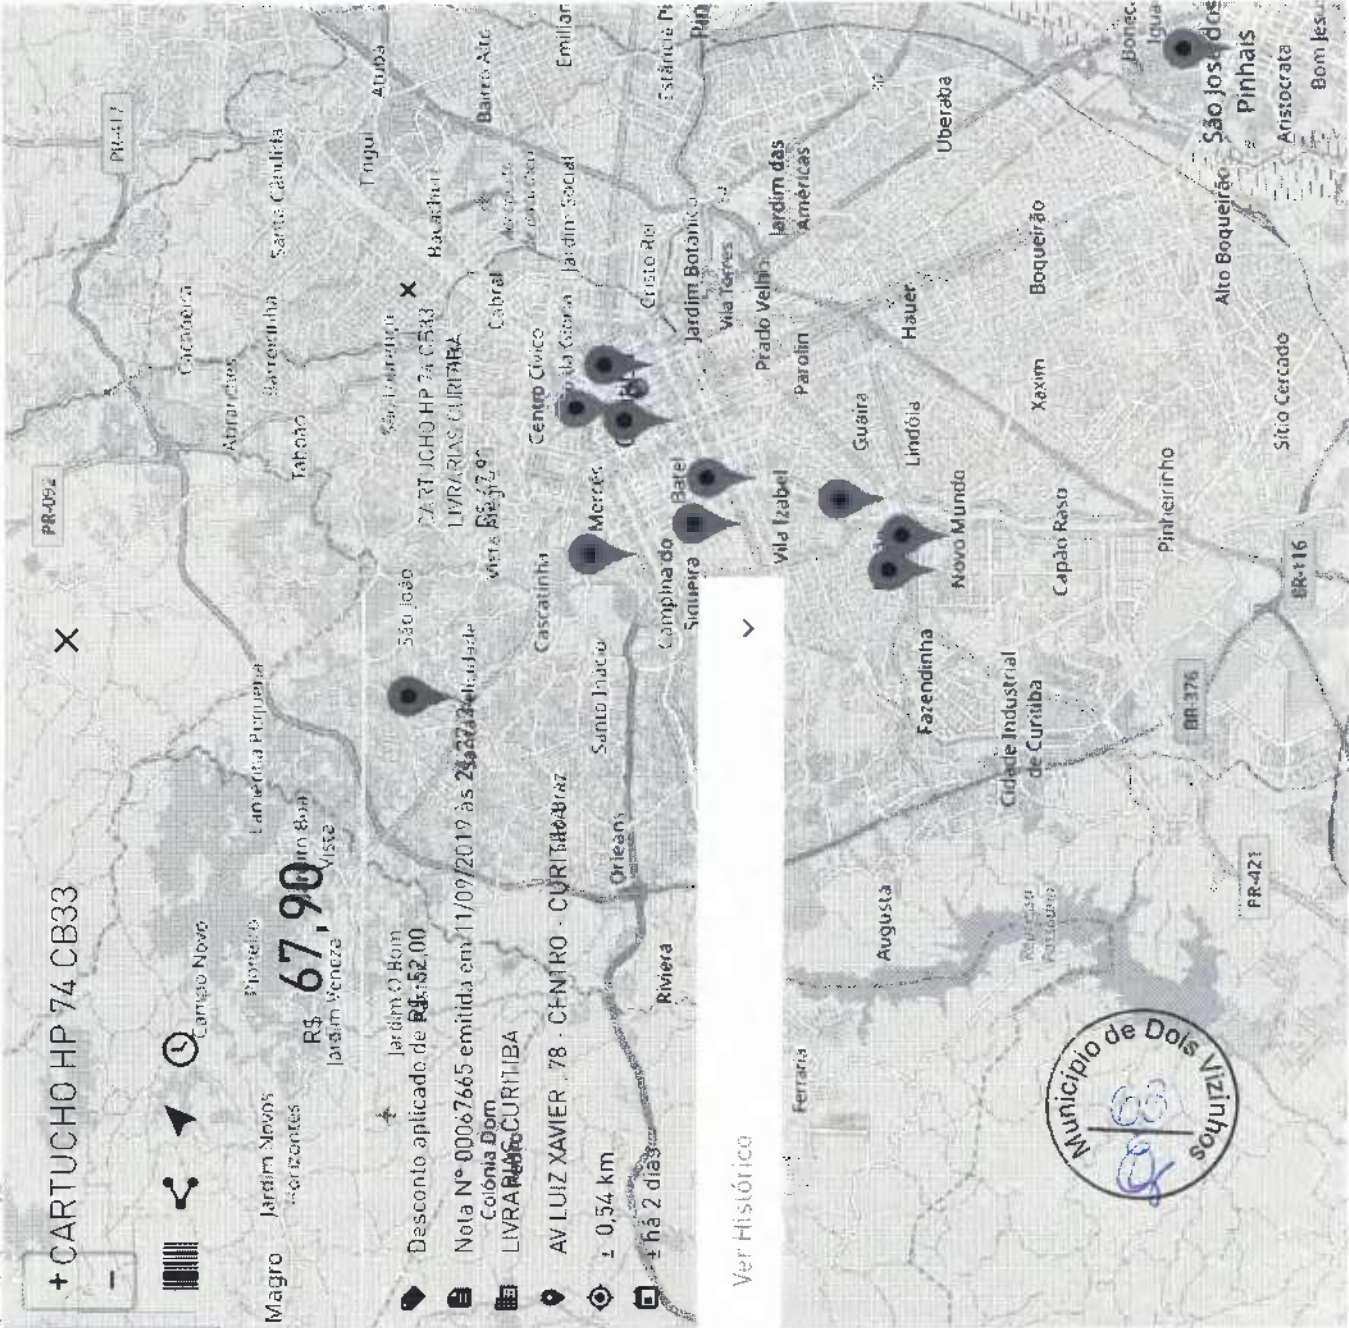 + CARTUCHO HP 74 CB33
−
R$ 67,90
Desconto aplicado de R$ 52,00
Nota N° 00067665 emitida em 11/09/2019 às
LIVRARIAS CURITIBA
AV LUIZ XAVIER , 78 - CENTRO - CURITIBA
± 0,54 km
± há 2 dias
Ver Histórico
CARTUCHO HP 74 CB33
LIVRARIAS CURITIBA
PR-092
PR-417
Magro
Jardim Novos
Horizontes
Campo Novo
Jardim Veneza
Vista
Lamenha Pequena
Colônia Dom
Cachoeira
Abranches
Barreirinha
Taboão
Santa Cândida
Tingui
Atuba
Bairro Alto
Emilian
São Lourenço
São João
Cabral
Jardim Social
Cascatinha
Mercês
Centro Cívico
Cristo Rei
Jardim Botânico
Vila Torres
Prado Velho
Parolin
Jardim das
Américas
Uberaba
Santo Inácio
Orleans
Riviera
Campina do
Siqueira
Batel
Vila Izabel
Guaíra
Lindóia
Hauer
Novo Mundo
Fazendinha
Capão Raso
Xaxim
Boqueirão
Alto Boqueirão
Pinheirinho
Sítio Cercado
Cidade Industrial
de Curitiba
Augusta
Ferraria
São José dos
Pinhais
Aristocrata
Bom Jesu
BR-116
BR-376
PR-421
Município de Dois Vizinhos